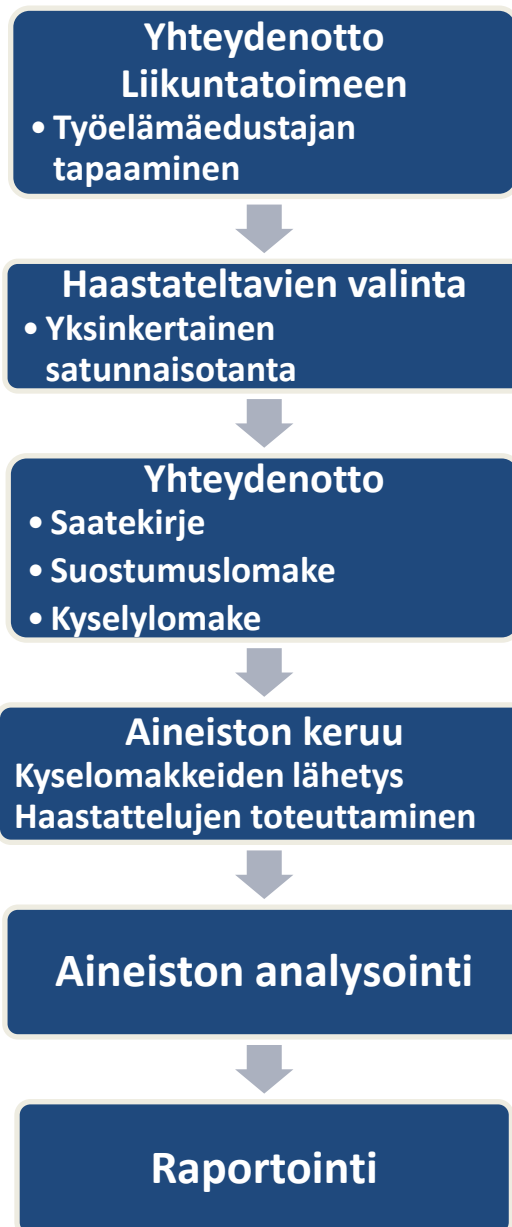 Yhteydenotto
Liikuntatoimeen
• Työelämäedustajan
tapaaminen
Haastateltavien valinta
• Yksinkertainen
satunnaisotanta
Yhteydenotto
• Saatekirje
• Suostumuslomake
• Kyselylomake
Aineiston keruu
Kyselomakkeiden lähetys
Haastattelujen toteuttaminen
Aineiston analysointi
Raportointi